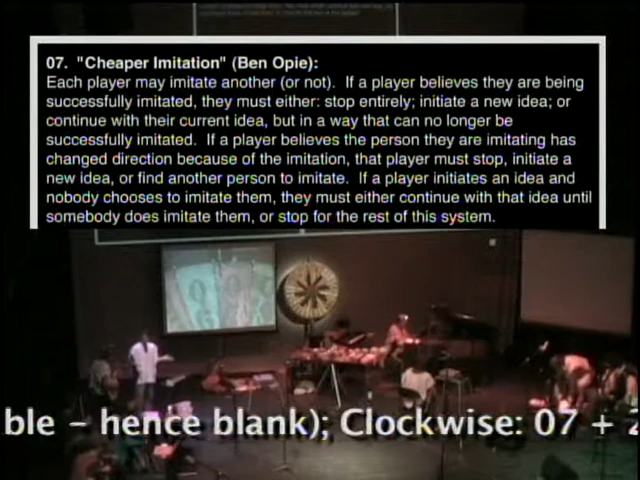 07. "Cheaper Imitation" (Ben Opie):
Each player may imitate another (or not). If a player believes they are being
successfully imitated, they must either: stop entirely; initiate a new idea; or
continue with their current idea, but in a way that can no longer be
successfully imitated. If a player believes the person they are imitating has
changed direction because of the imitation, that player must stop, initiate a
new idea, or find another person to imitate. If a player initiates an idea and
nobody chooses to imitate them, they must either continue with that idea until
somebody does imitate them, or stop for the rest of this system.
ble - hence blank); Clockwise: 07 +